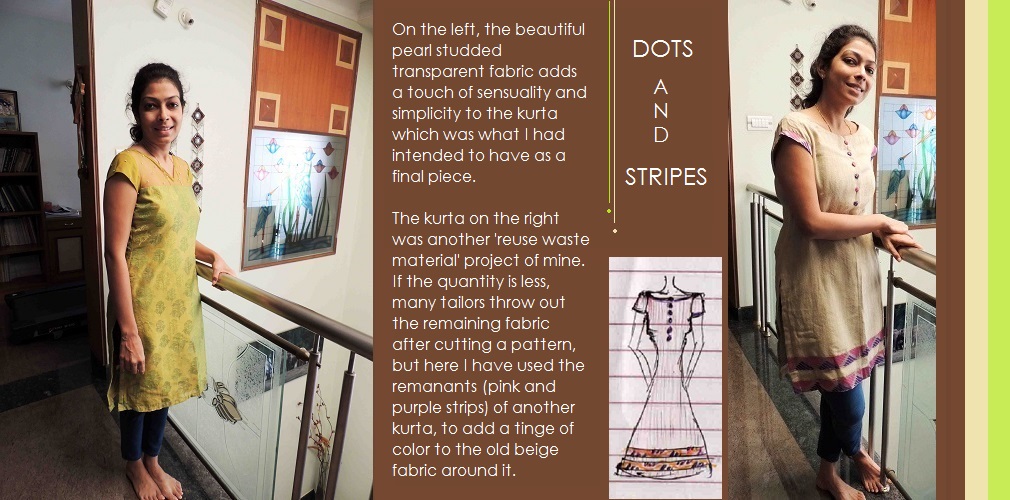 On the left, the beautiful
pearl studded
transparent fabric adds
a touch of sensuality and
simplicity to the kurta
which was what I had
intended to have as a
final piece.
The kurta on the right
was another 'reuse waste
material' project of mine.
If the quantity is less,
many tailors throw out
the remaining fabric
after cutting a pattern,
but here I have used the
remanants (pink and
purple strips) of another
kurta, to add a tinge of
color to the old beige
fabric around it.
DOTS
A
N
D
STRIPES